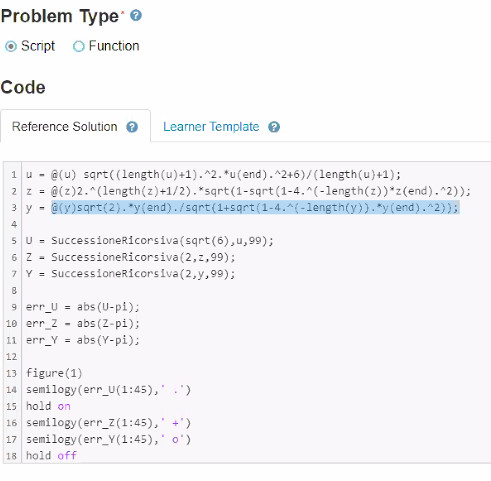 Problem Type* ?
Script Function
Code
Reference Solution ? Learner Template ?
1 u = @(u) sqrt((length(u)+1).^2.*u(end).^2+6)/(length(u)+1);
2 z = @(z)2.^(length(z)+1/2).*sqrt(1-sqrt(1-4.^(-length(z))*z(end).^2));
3 y = @(y)sqrt(2).*y(end)./sqrt(1+sqrt(1-4.^(-length(y)).*y(end).^2));
4
5 U = SuccessioneRicorsiva(sqrt(6),u,99);
6 Z = SuccessioneRicorsiva(2,z,99);
7 Y = SuccessioneRicorsiva(2,y,99);
8
9 err_U = abs(U-pi);
10 err_Z = abs(Z-pi);
11 err_Y = abs(Y-pi);
12
13 figure(1)
14 semilogy(err_U(1:45),' .')
15 hold on
16 semilogy(err_Z(1:45),' +')
17 semilogy(err_Y(1:45),' o')
18 hold off